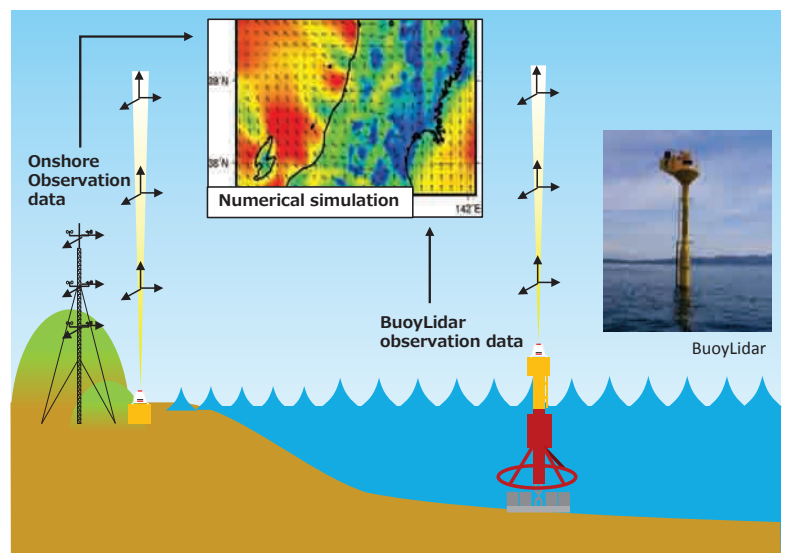 39°N
38°N
142°E
Numerical simulation
Onshore
Observation
data
BuoyLidar
observation data
BuoyLidar